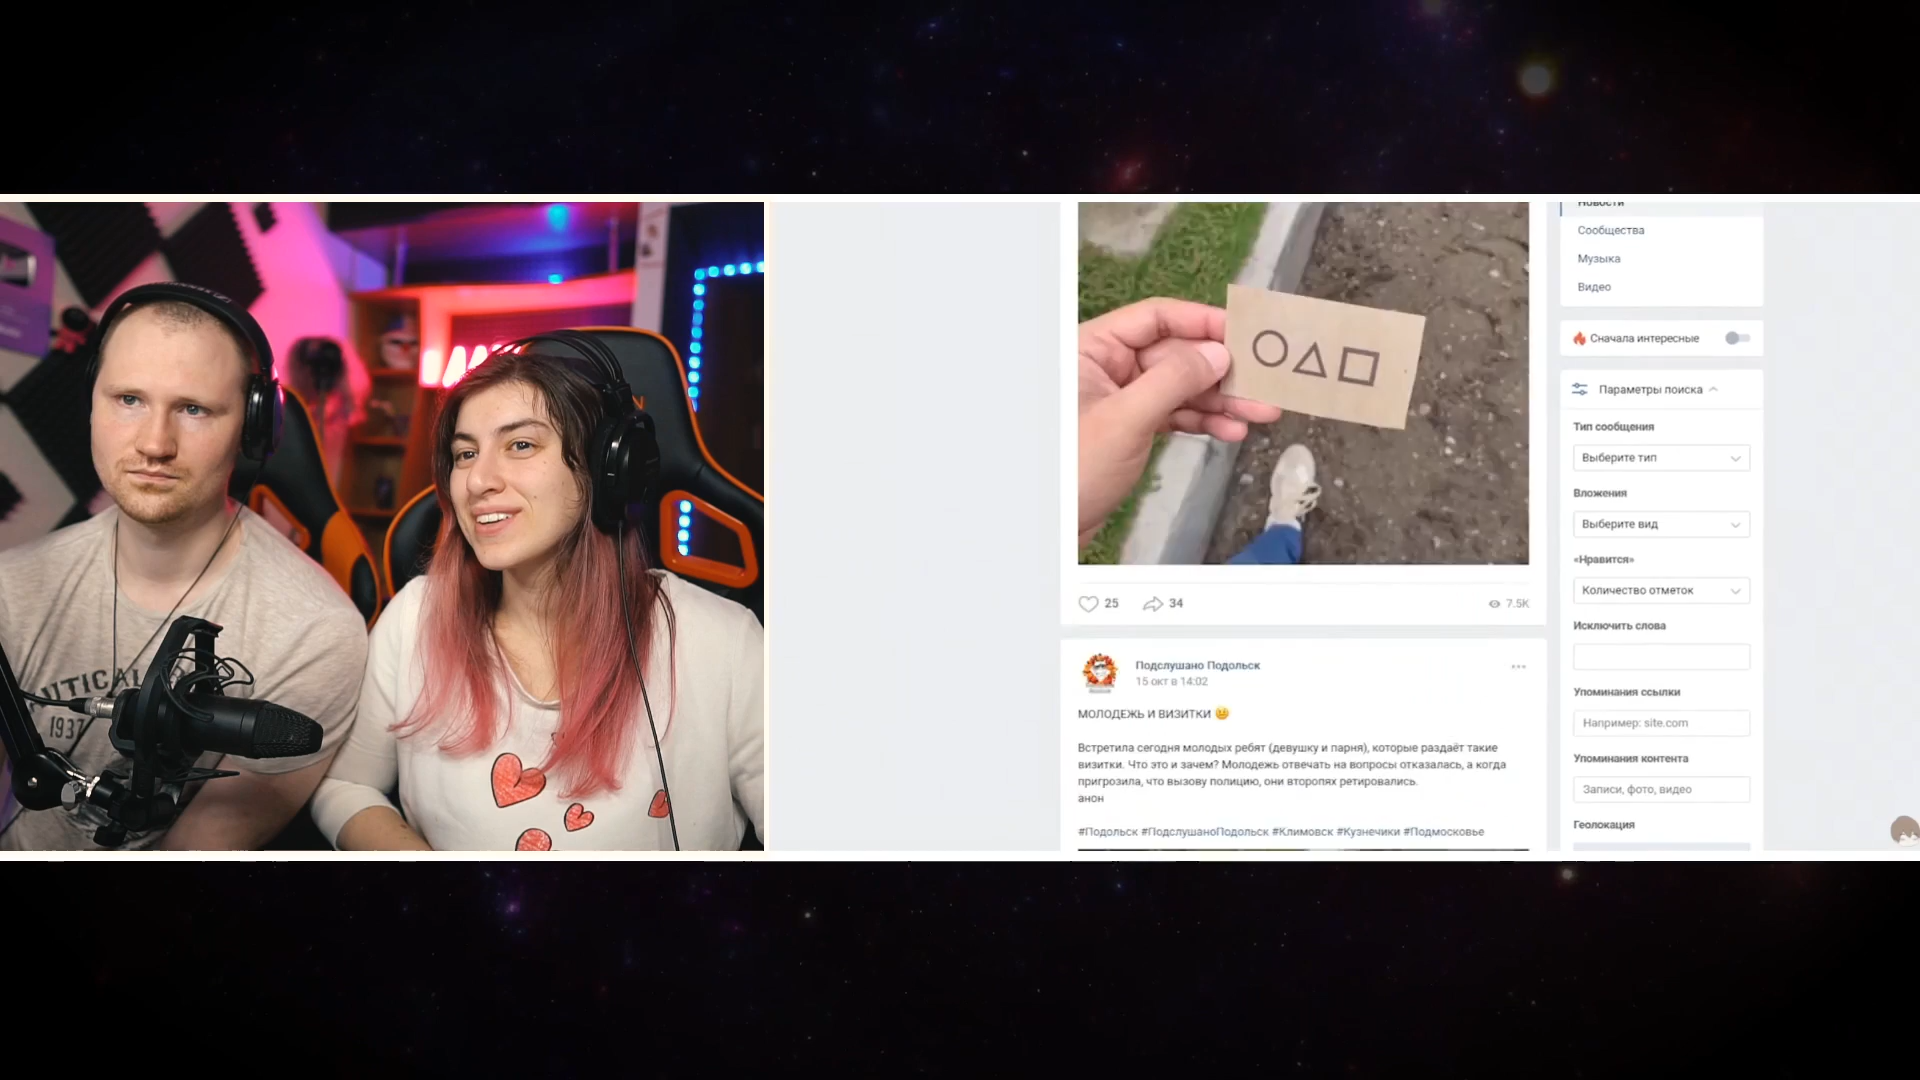 UTICAL
1937
Новости
Сообщества
Музыка
Видео
Сначала интересные
Параметры поиска
Тип сообщения
Выберите тип
Вложения
Выберите вид
«Нравится»
Количество отметок
Исключить слова
Упоминания ссылки
Например: site.com
Упоминания контента
Записи, фото, видео
Геолокация
25
34
7.5K
Подслушано Подольск
15 окт в 14:02
МОЛОДЕЖЬ И ВИЗИТКИ
Встретила сегодня молодых ребят (девушку и парня), которые раздаёт такие
визитки. Что это и зачем? Молодежь отвечать на вопросы отказалась, а когда
пригрозила, что вызову полицию, они второпях ретировались.
анон
#Подольск #ПодслушаноПодольск #Климовск #Кузнечики #Подмосковье